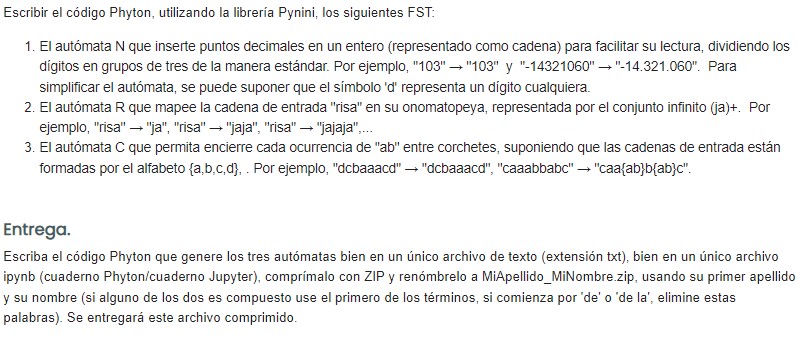 Escribir el código Phyton, utilizando la librería Pynini, los siguientes FST:
1. El autómata N que inserte puntos decimales en un entero (representado como cadena) para facilitar su lectura, dividiendo los
dígitos en grupos de tres de la manera estándar. Por ejemplo, "103" → "103" y "-14321060" → "-14.321.060". Para
simplificar el autómata, se puede suponer que el símbolo 'd' representa un dígito cualquiera.
2. El autómata R que mapee la cadena de entrada "risa" en su onomatopeya, representada por el conjunto infinito (ja)+. Por
ejemplo, "risa" → "ja", "risa" → "jaja", "risa" → "jajaja",...
3. El autómata C que permita encierre cada ocurrencia de "ab" entre corchetes, suponiendo que las cadenas de entrada están
formadas por el alfabeto {a,b,c,d}, . Por ejemplo, "dcbaaacd" → "dcbaaacd", "caaabbabc" → "caa{ab}b{ab}c".
Entrega.
Escriba el código Phyton que genere los tres autómatas bien en un único archivo de texto (extensión txt), bien en un único archivo
ipynb (cuaderno Phyton/cuaderno Jupyter), comprímalo con ZIP y renómbrelo a MiApellido_MiNombre.zip, usando su primer apellido
y su nombre (si alguno de los dos es compuesto use el primero de los términos, si comienza por 'de' o 'de la', elimine estas
palabras). Se entregará este archivo comprimido.